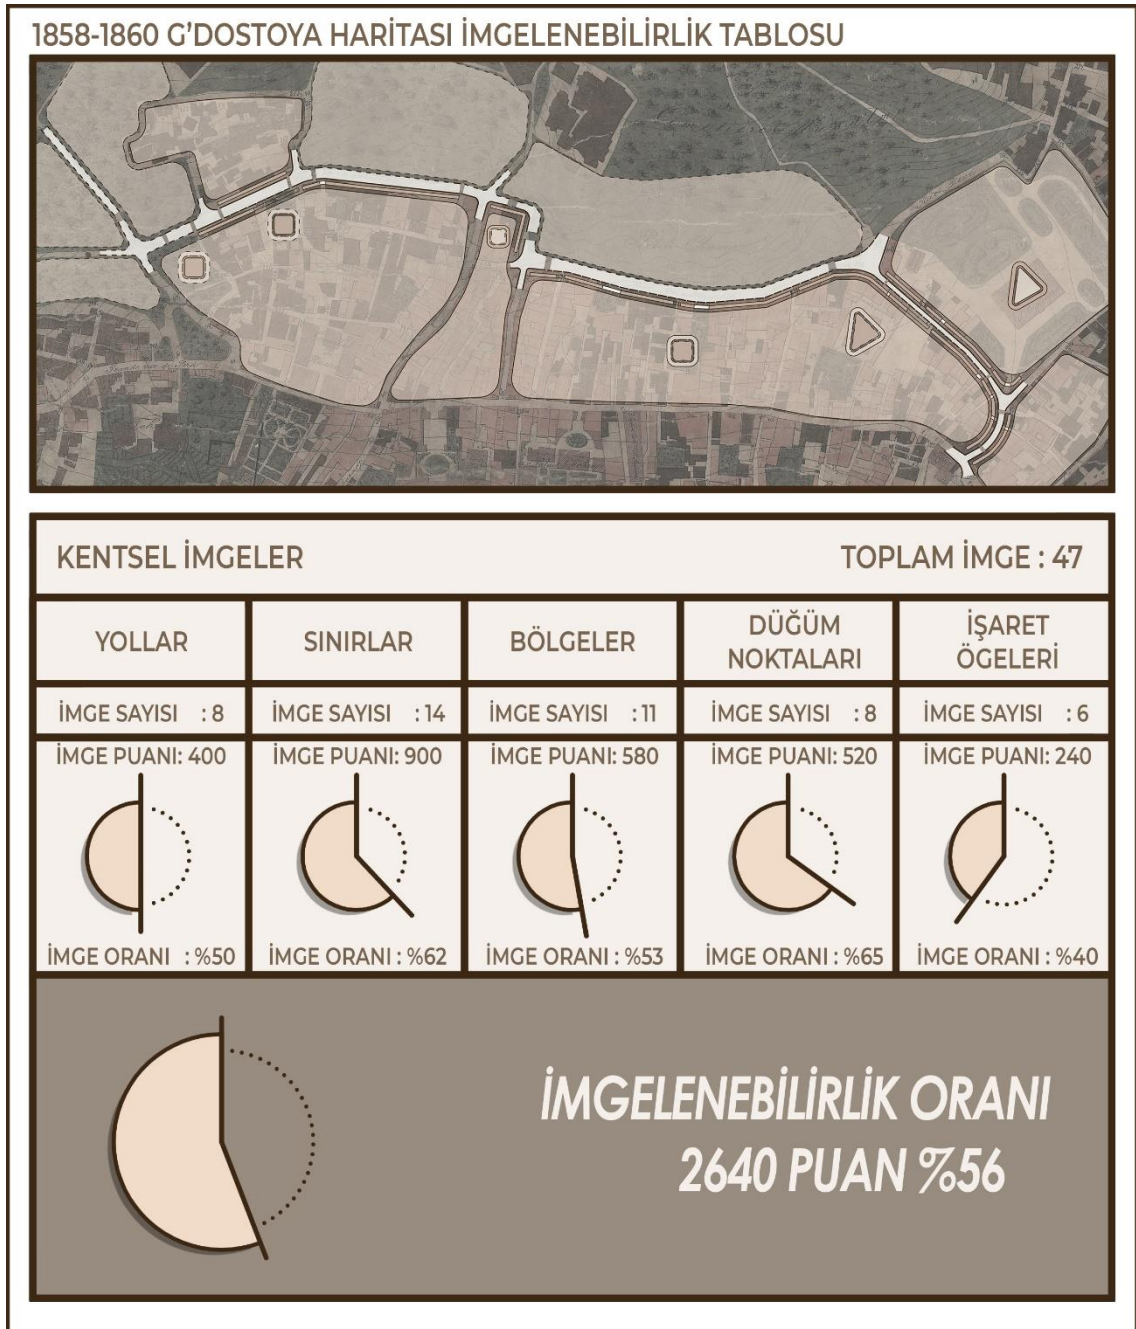 1858-1860 G’DOSTOYA HARİTASI İMGELENEBİLİRLİK TABLOSU
KENTSEL İMGELER
TOPLAM İMGE : 47
YOLLAR
SINIRLAR
BÖLGELER
DÜĞÜM
NOKTALARI
İŞARET
ÖGELERİ
İMGE SAYISI : 8
İMGE SAYISI : 14
İMGE SAYISI : 11
İMGE SAYISI : 8
İMGE SAYISI : 6
İMGE PUANI: 400
İMGE PUANI: 900
İMGE PUANI: 580
İMGE PUANI: 520
İMGE PUANI: 240
İMGE ORANI : %50
İMGE ORANI : %62
İMGE ORANI : %53
İMGE ORANI : %65
İMGE ORANI : %40
İMGELENEBİLİRLİK ORANI
2640 PUAN %56